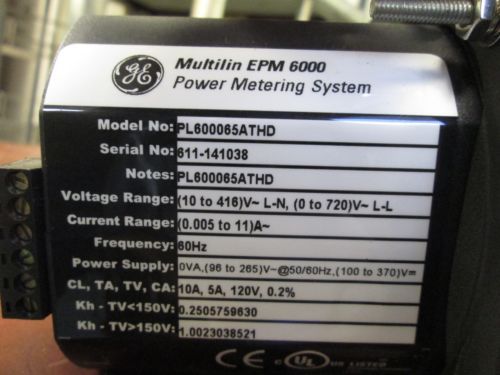 GE Multilin EPM 6000
Power Metering System
Model No: PL600065ATHD
Serial No: 611-141038
Notes: PL600065ATHD
Voltage Range: (10 to 416)V~ L-N, (0 to 720)V~ L-L
Current Range: (0.005 to 11)A~
Frequency: 60Hz
Power Supply: 0VA,(96 to 265)V~@50/60Hz,(100 to 370)V=
CL, TA, TV, CA: 10A, 5A, 120V, 0.2%
Kh - TV<150V: 0.2505759630
Kh - TV>150V: 1.0023038521
CE C UL US LISTED